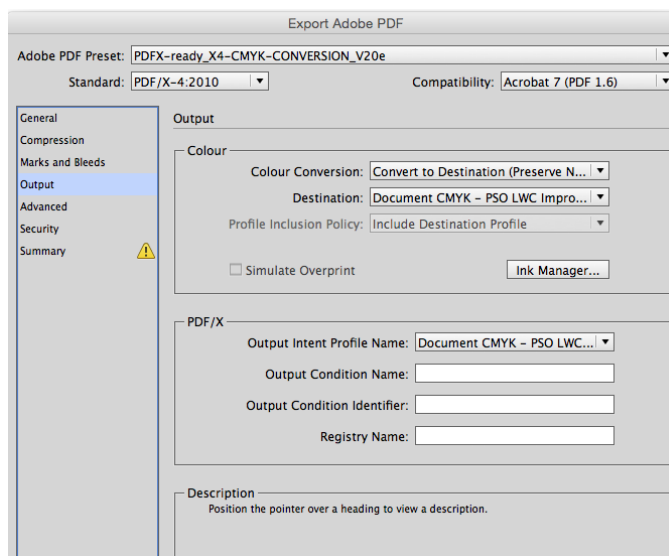 Export Adobe PDF
Adobe PDF Preset: PDFX-ready_X4-CMYK-CONVERSION_V20e
Standard: PDF/X-4:2010 Compatibility: Acrobat 7 (PDF 1.6)
General
Compression
Marks and Bleeds
Output
Advanced
Security
Summary
Output
Colour
Colour Conversion: Convert to Destination (Preserve N...
Destination: Document CMYK – PSO LWC Impro...
Profile Inclusion Policy: Include Destination Profile
Simulate Overprint Ink Manager...
PDF/X
Output Intent Profile Name: Document CMYK – PSO LWC...
Output Condition Name:
Output Condition Identifier:
Registry Name:
Description
Position the pointer over a heading to view a description.